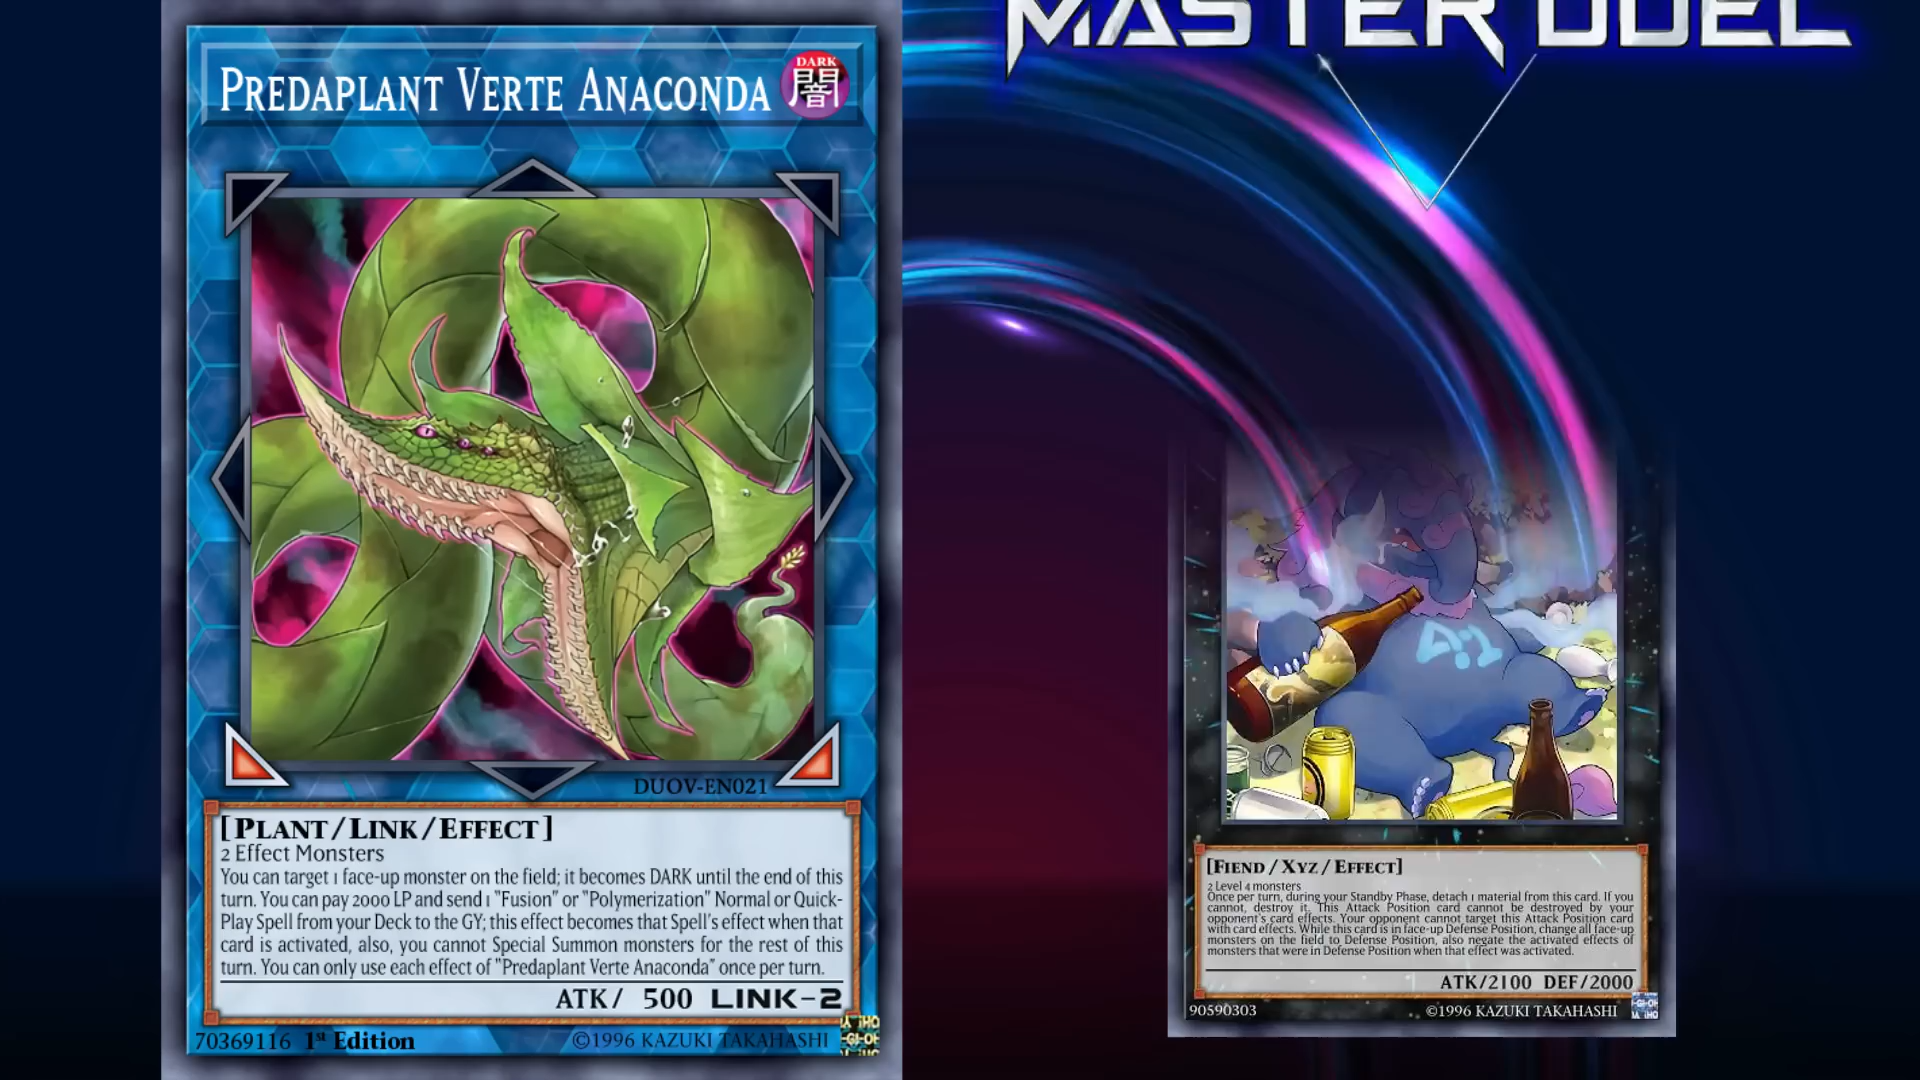 MASTER DUEL
PREDAPLANT VERTE ANACONDA
DARK
闇
DUOV-EN021
[PLANT/LINK/EFFECT]
2 Effect Monsters
You can target 1 face-up monster on the field; it becomes DARK until the end of this
turn. You can pay 2000 LP and send 1 "Fusion" or "Polymerization" Normal or Quick-
Play Spell from your Deck to the GY; this effect becomes that Spell's effect when that
card is activated, also, you cannot Special Summon monsters for the rest of this
turn. You can only use each effect of "Predaplant Verte Anaconda" once per turn.
ATK/ 500 LINK-2
70369116 1st Edition ©1996 KAZUKI TAKAHASHI
[FIEND/XYZ/EFFECT]
2 Level 4 monsters
Once per turn, during your Standby Phase, detach 1 material from this card. If you
cannot, destroy it. This Attack Position card cannot be destroyed by your
opponent's card effects. Your opponent cannot target this Attack Position card
with card effects. While this card is in face-up Defense Position, change all face-up
monsters on the field to Defense Position, also negate the activated effects of
monsters that were in Defense Position when that effect was activated.
ATK/2100 DEF/2000
90590303 ©1996 KAZUKI TAKAHASHI